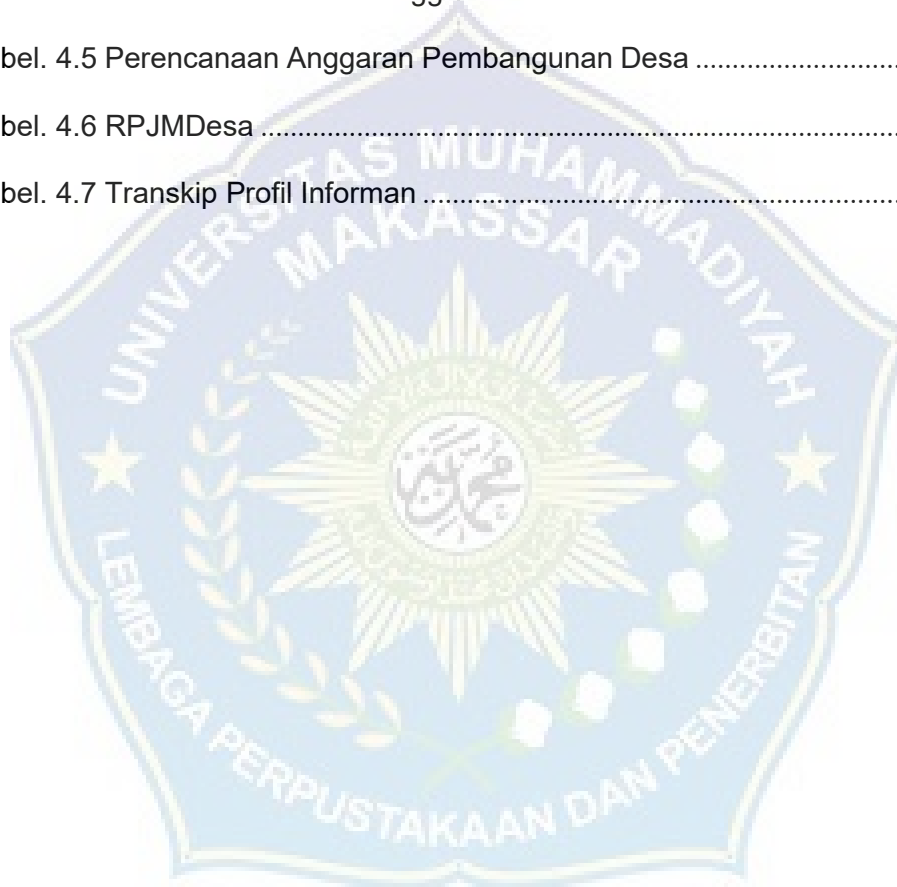 gg
bel. 4.5 Perencanaan Anggaran Pembangunan Desa ........................
bel. 4.6 RPJMDesa ................................................................................
bel. 4.7 Transkip Profil Informan ..........................................................
UNIVERSITAS MUHAMMADIYAH
MAKASSAR
LEMBAGA PERPUSTAKAAN DAN PENERBITAN